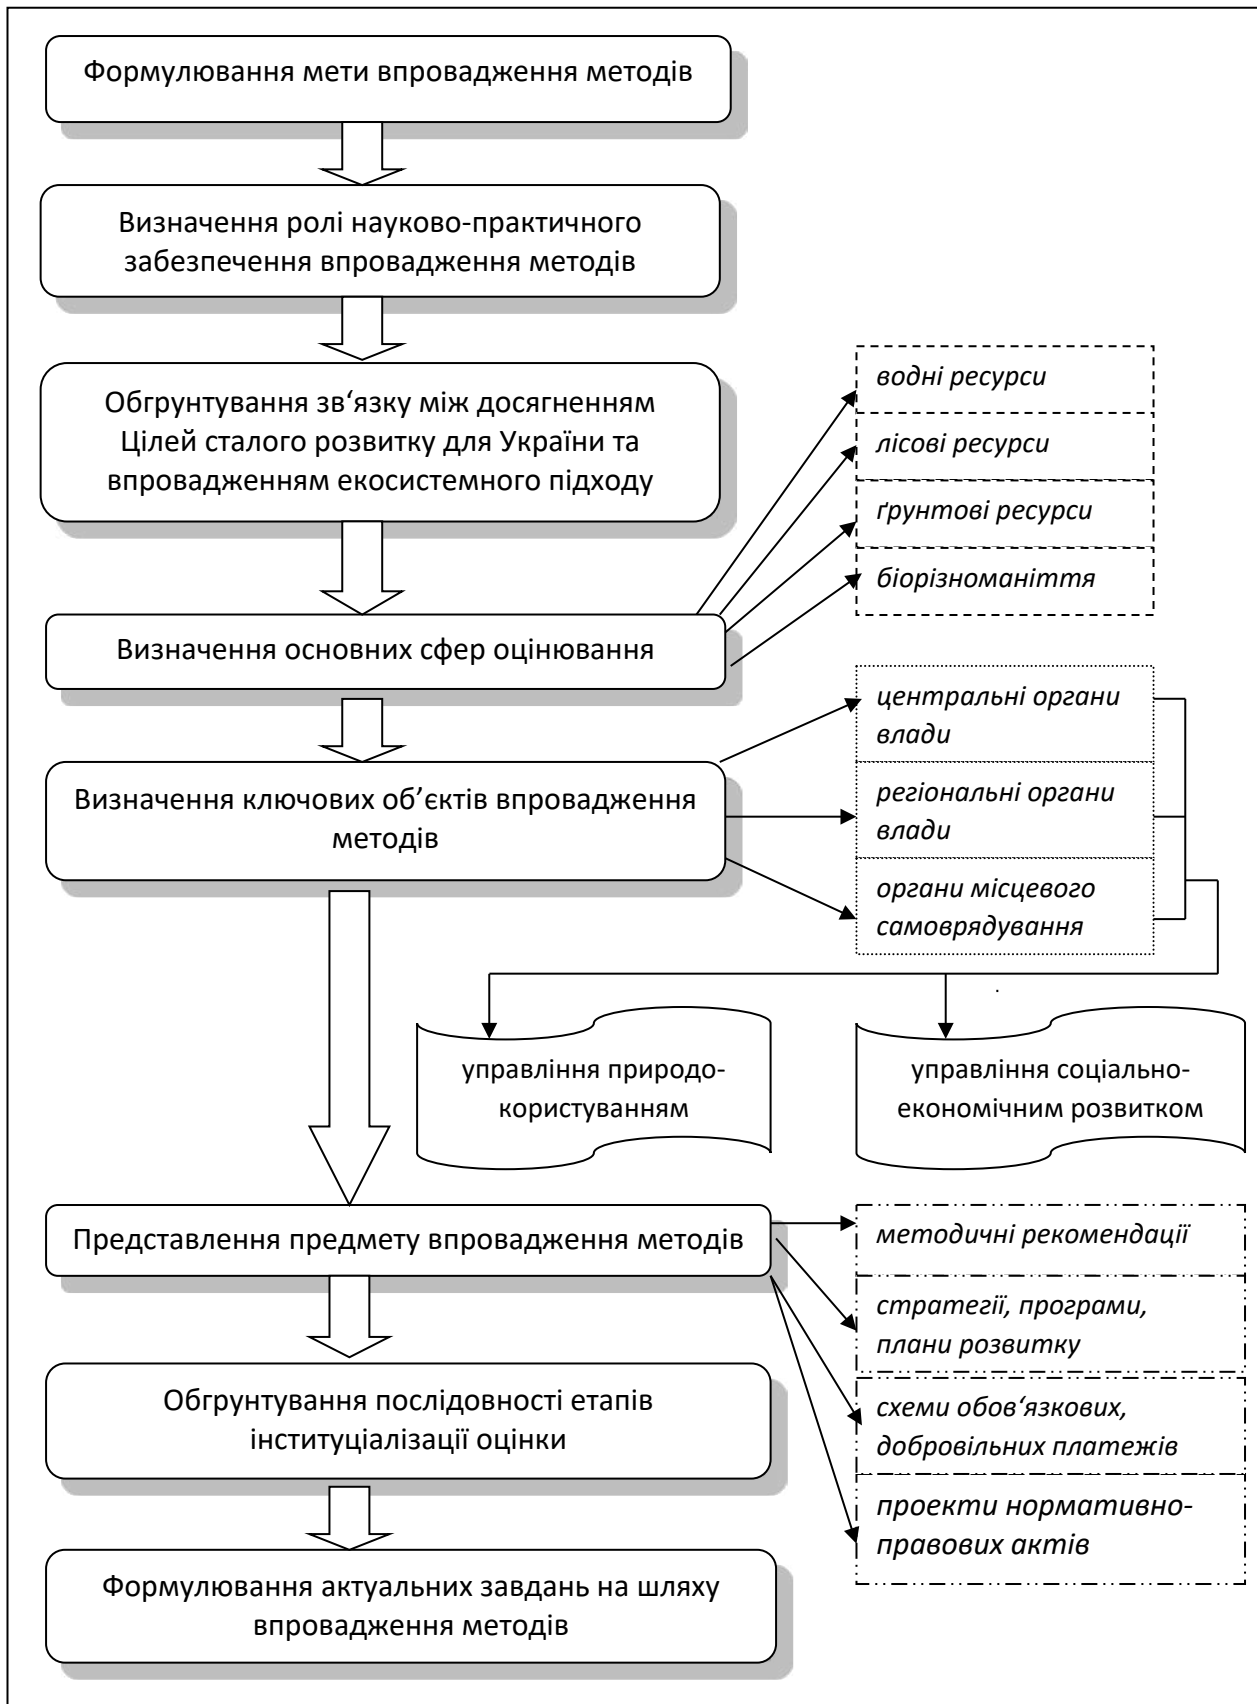 Формулювання мети впровадження методів
Визначення ролі науково-практичного
забезпечення впровадження методів
Обгрунтування зв‘язку між досягненням
Цілей сталого розвитку для України та
впровадженням екосистемного підходу
водні ресурси
лісові ресурси
ґрунтові ресурси
біорізноманіття
Визначення основних сфер оцінювання
центральні органи
влади
Визначення ключових об’єктів впровадження
методів
регіональні органи
влади
органи місцевого
самоврядування
управління природо-
користуванням
управління соціально-
економічним розвитком
Представлення предмету впровадження методів
методичні рекомендації
стратегії, програми,
плани розвитку
схеми обов‘язкових,
добровільних платежів
проекти нормативно-
правових актів
Обгрунтування послідовності етапів
інституціалізації оцінки
Формулювання актуальних завдань на шляху
впровадження методів